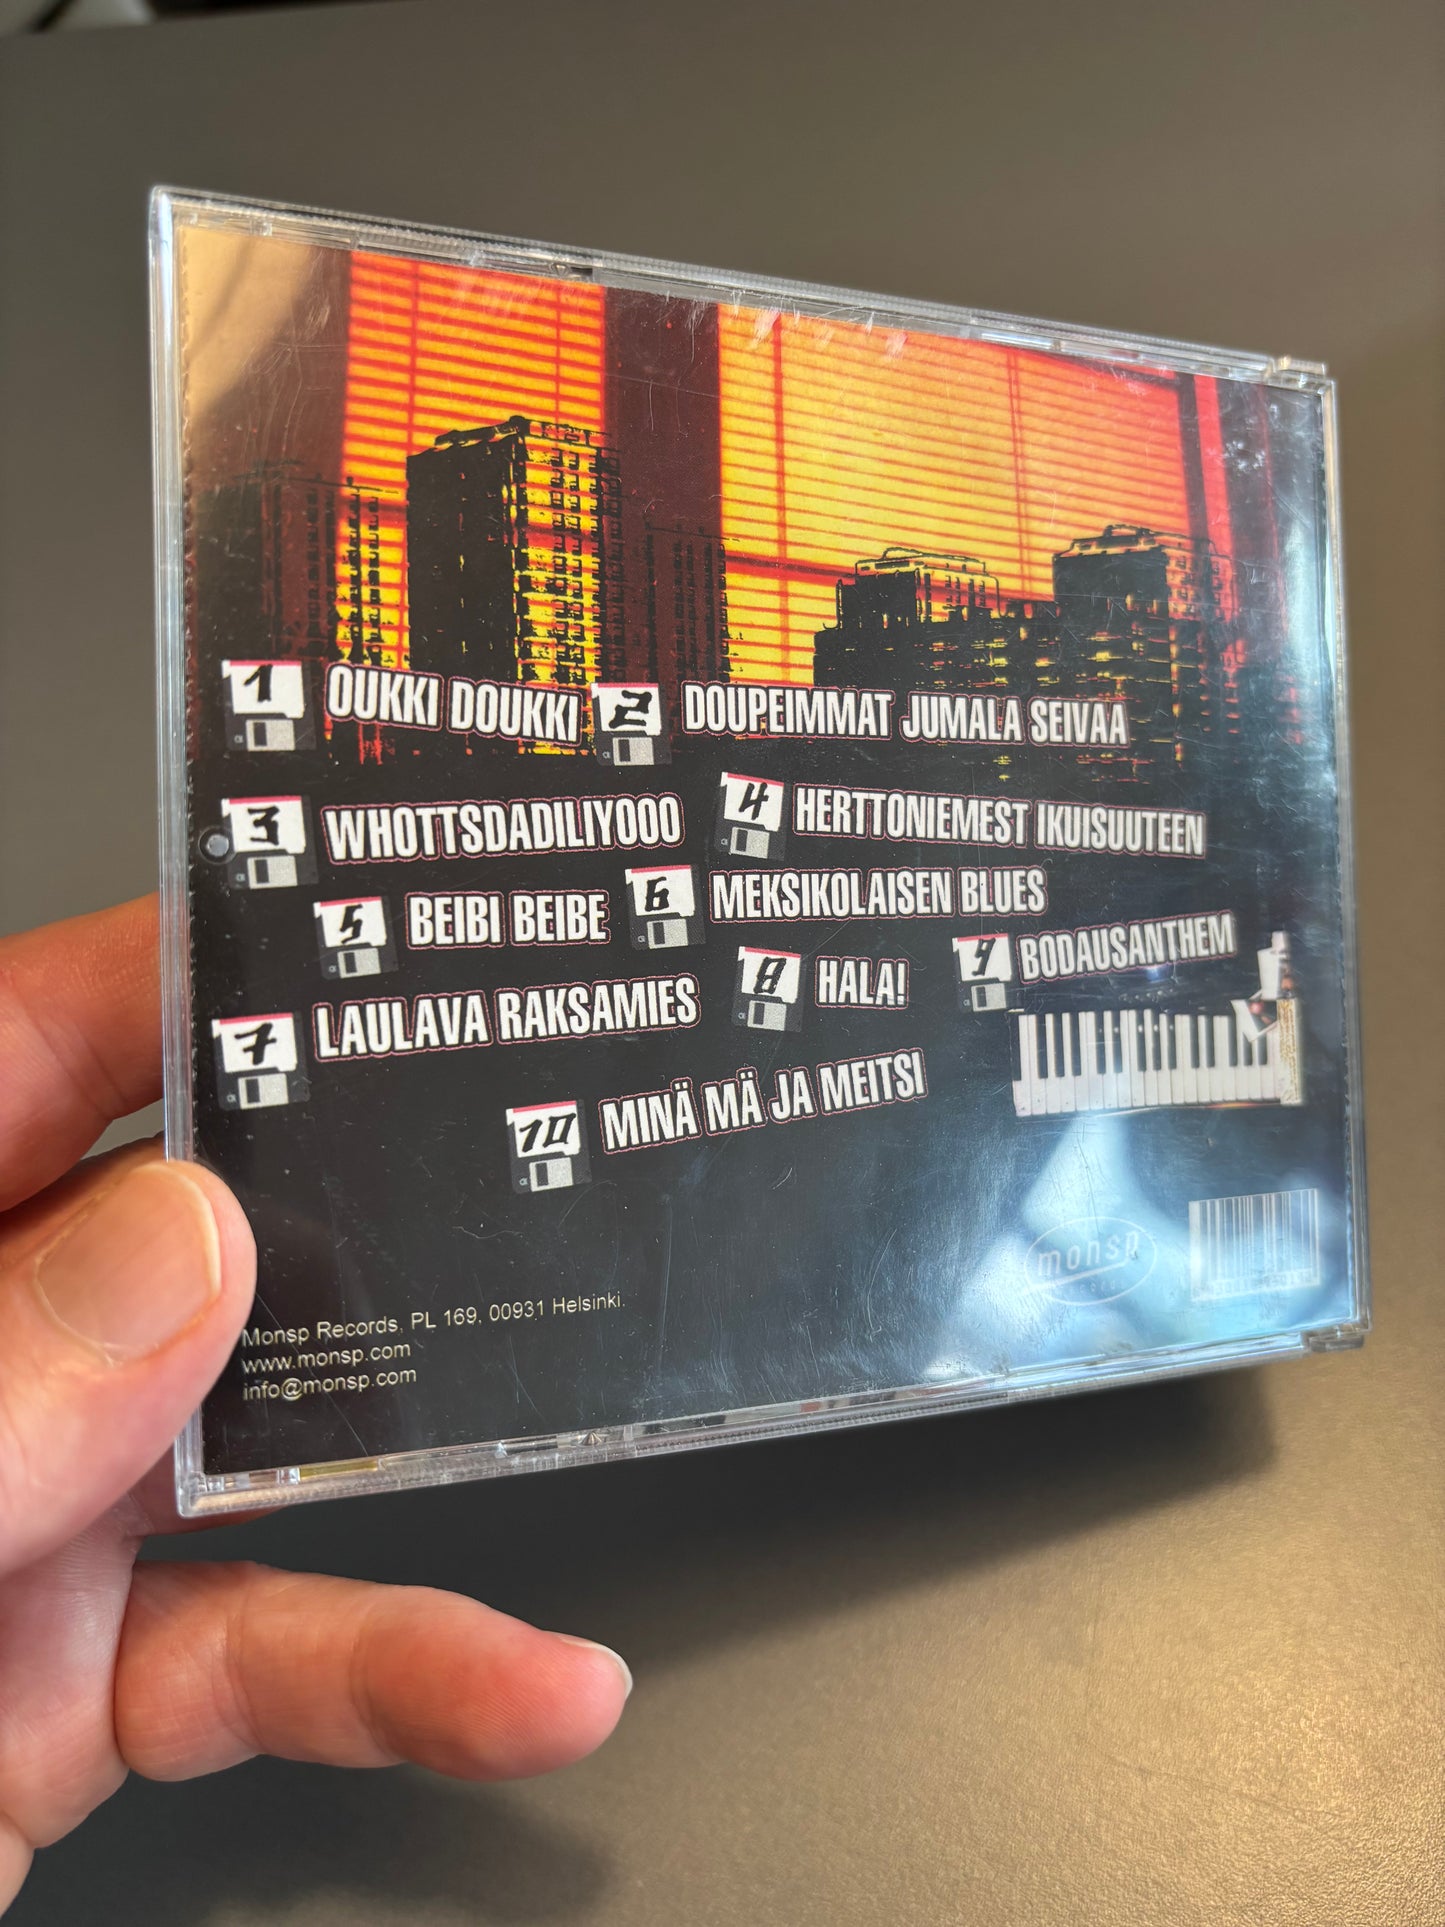 1 OUKKI DOUKKI
2 DOUPEIMMAT JUMALA SEIVAA
3 WHOTTSDADILIYOOO
4 HERTTONIEMEST IKUISUUTEEN
5 BEIBI BEIBE
6 MEKSIKOLAISEN BLUES
7 LAULAVA RAKSAMIES
8 HALA!
9 BODAUSANTHEM
10 MINÄ MÄ JA MEITSI
monsp
Monsp Records, PL 169, 00931 Helsinki.
www.monsp.com
info@monsp.com